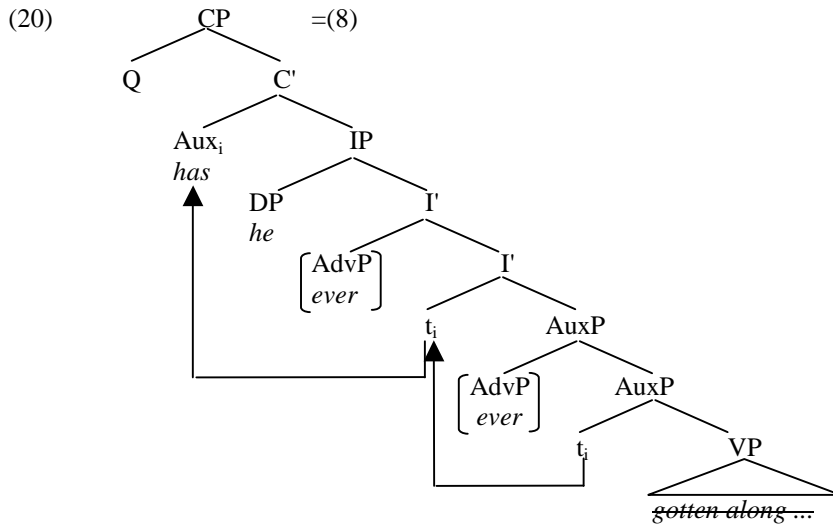 (20) CP =(8)
Q C'
Aux_i IP
has
DP I'
he
AdvP I'
ever
t_i AuxP
AdvP AuxP
ever
t_i VP
gotten along ...